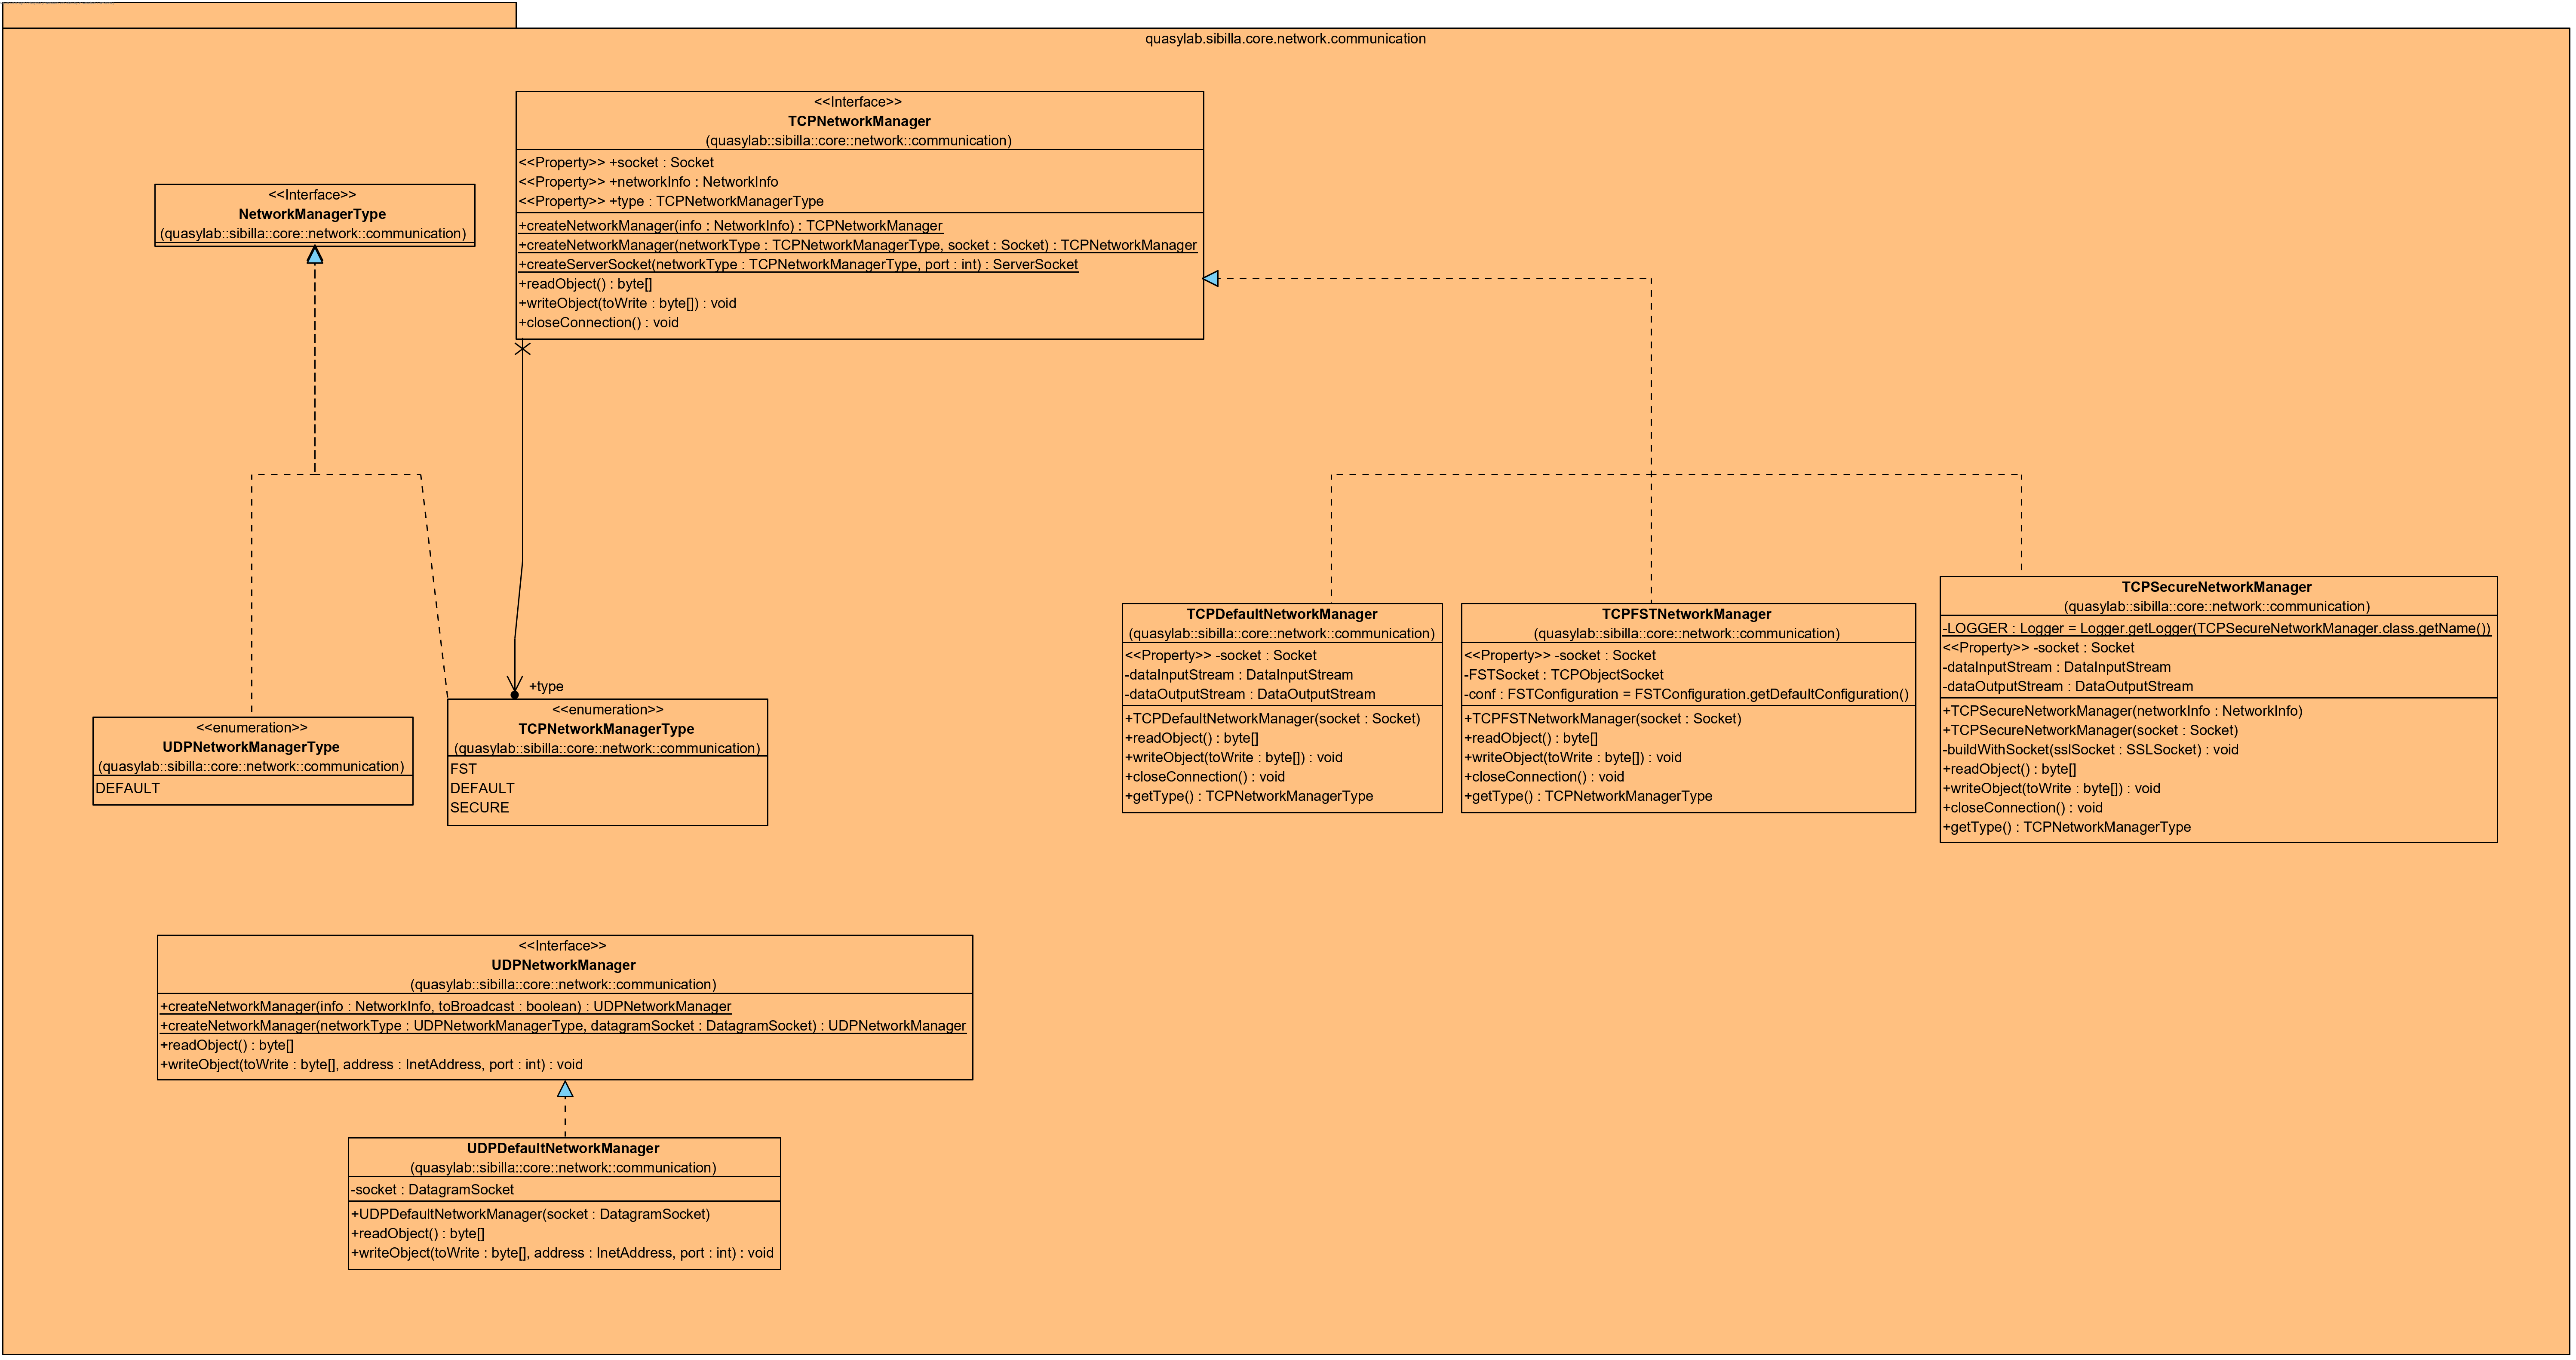 quasylab.sibilla.core.network.communication
<<Interface>>
TCPNetworkManager
(quasylab::sibilla::core::network::communication)
<<Property>> +socket : Socket
<<Property>> +networkInfo : NetworkInfo
<<Property>> +type : TCPNetworkManagerType
+createNetworkManager(info : NetworkInfo) : TCPNetworkManager
+createNetworkManager(networkType : TCPNetworkManagerType, socket : Socket) : TCPNetworkManager
+createServerSocket(networkType : TCPNetworkManagerType, port : int) : ServerSocket
+readObject() : byte[]
+writeObject(toWrite : byte[]) : void
+closeConnection() : void
<<Interface>>
NetworkManagerType
(quasylab::sibilla::core::network::communication)
+type
<<enumeration>>
UDPNetworkManagerType
(quasylab::sibilla::core::network::communication)
DEFAULT
<<enumeration>>
TCPNetworkManagerType
(quasylab::sibilla::core::network::communication)
FST
DEFAULT
SECURE
TCPDefaultNetworkManager
(quasylab::sibilla::core::network::communication)
<<Property>> -socket : Socket
-dataInputStream : DataInputStream
-dataOutputStream : DataOutputStream
+TCPDefaultNetworkManager(socket : Socket)
+readObject() : byte[]
+writeObject(toWrite : byte[]) : void
+closeConnection() : void
+getType() : TCPNetworkManagerType
TCPFSTNetworkManager
(quasylab::sibilla::core::network::communication)
<<Property>> -socket : Socket
-FSTSocket : TCPObjectSocket
-conf : FSTConfiguration = FSTConfiguration.getDefaultConfiguration()
+TCPFSTNetworkManager(socket : Socket)
+readObject() : byte[]
+writeObject(toWrite : byte[]) : void
+closeConnection() : void
+getType() : TCPNetworkManagerType
TCPSecureNetworkManager
(quasylab::sibilla::core::network::communication)
-LOGGER : Logger = Logger.getLogger(TCPSecureNetworkManager.class.getName())
<<Property>> -socket : Socket
-dataInputStream : DataInputStream
-dataOutputStream : DataOutputStream
+TCPSecureNetworkManager(networkInfo : NetworkInfo)
+TCPSecureNetworkManager(socket : Socket)
-buildWithSocket(sslSocket : SSLSocket) : void
+readObject() : byte[]
+writeObject(toWrite : byte[]) : void
+closeConnection() : void
+getType() : TCPNetworkManagerType
<<Interface>>
UDPNetworkManager
(quasylab::sibilla::core::network::communication)
+createNetworkManager(info : NetworkInfo, toBroadcast : boolean) : UDPNetworkManager
+createNetworkManager(networkType : UDPNetworkManagerType, datagramSocket : DatagramSocket) : UDPNetworkManager
+readObject() : byte[]
+writeObject(toWrite : byte[], address : InetAddress, port : int) : void
UDPDefaultNetworkManager
(quasylab::sibilla::core::network::communication)
-socket : DatagramSocket
+UDPDefaultNetworkManager(socket : DatagramSocket)
+readObject() : byte[]
+writeObject(toWrite : byte[], address : InetAddress, port : int) : void